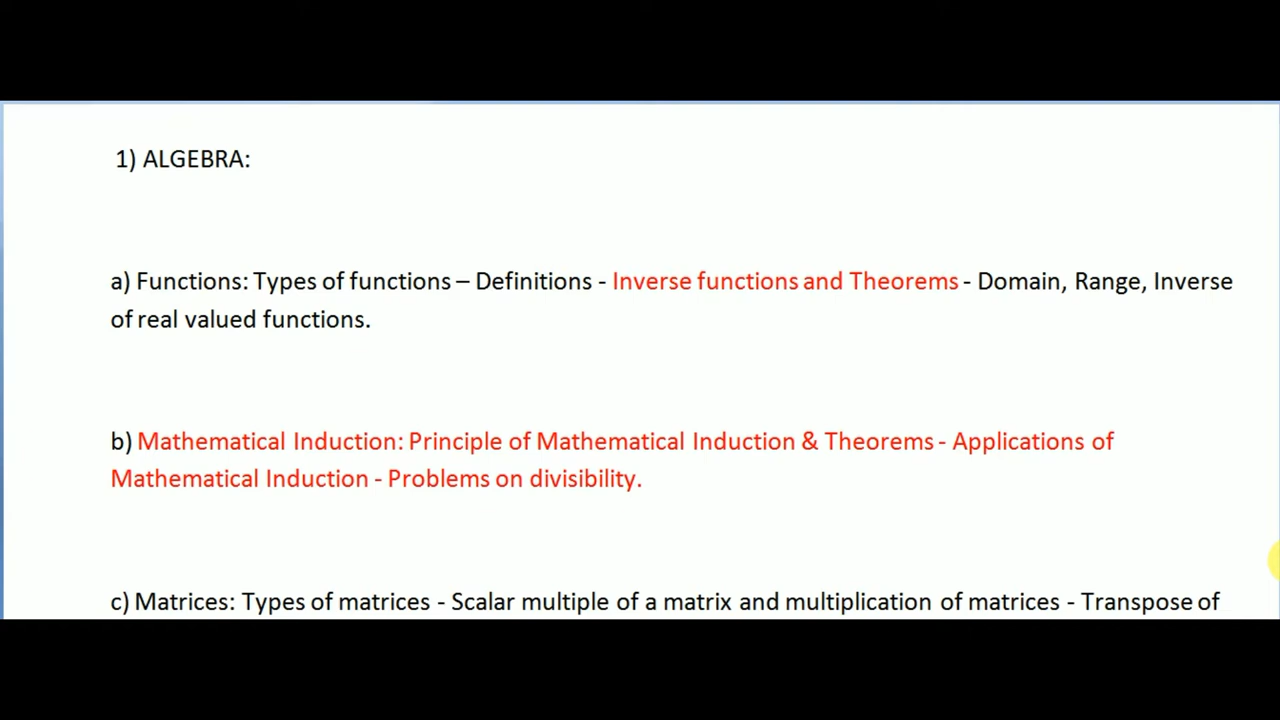 1) ALGEBRA:
a) Functions: Types of functions – Definitions - Inverse functions and Theorems - Domain, Range, Inverse
of real valued functions.
b) Mathematical Induction: Principle of Mathematical Induction & Theorems - Applications of
Mathematical Induction - Problems on divisibility.
c) Matrices: Types of matrices - Scalar multiple of a matrix and multiplication of matrices - Transpose of